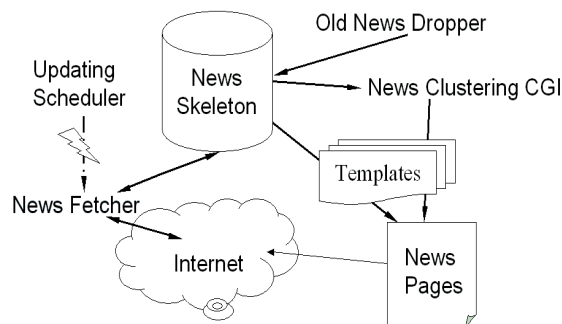 Old News Dropper
Updating
Scheduler
News
Skeleton
News Clustering CGI
Templates
News Fetcher
Internet
News
Pages